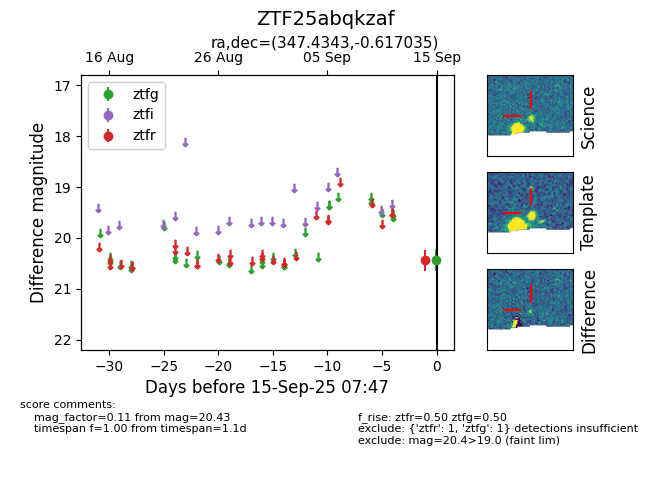 ZTF25abqkzaf
ra,dec=(347.4343,-0.617035)
16 Aug 26 Aug 05 Sep 15 Sep
ztfg
ztfi
ztfr
17
18
19
20
21
22
Difference magnitude
−30 −25 −20 −15 −10 −5 0
Days before 15-Sep-25 07:47
Science
Template
Difference
score comments:
mag_factor=0.11 from mag=20.43
timespan f=1.00 from timespan=1.1d
f_rise: ztfr=0.50 ztfg=0.50
exclude: {'ztfr': 1, 'ztfg': 1} detections insufficient
exclude: mag=20.4>19.0 (faint lim)